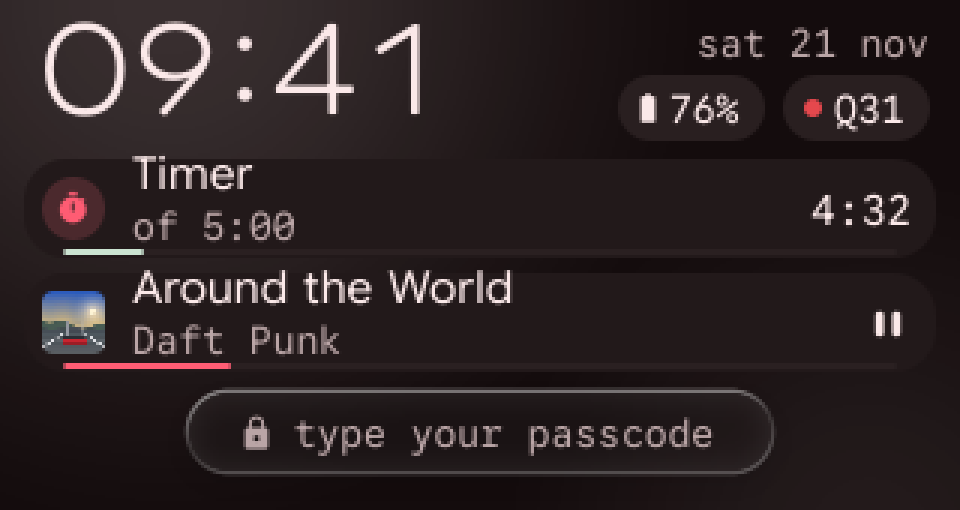 09:41
sat 21 nov
76%
Q31
Timer
of 5:00
4:32
Around the World
Daft Punk
type your passcode